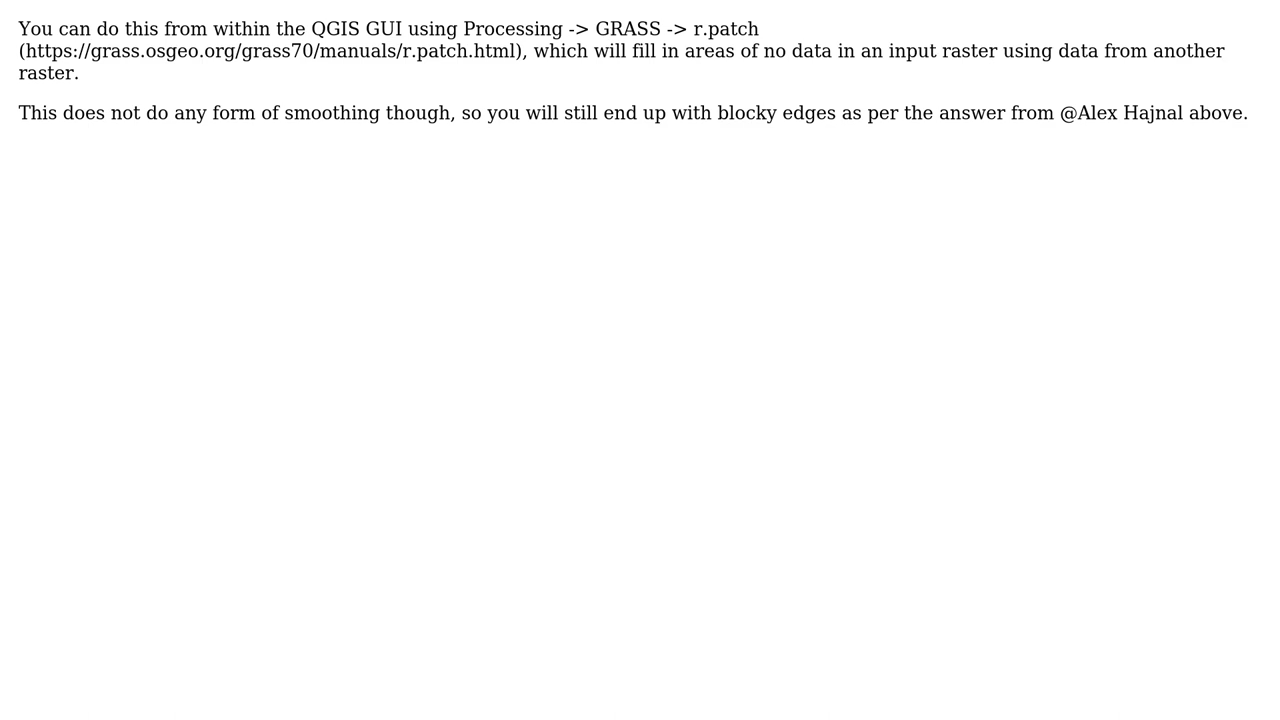 You can do this from within the QGIS GUI using Processing -> GRASS -> r.patch
(https://grass.osgeo.org/grass70/manuals/r.patch.html), which will fill in areas of no data in an input raster using data from another
raster.
This does not do any form of smoothing though, so you will still end up with blocky edges as per the answer from @Alex Hajnal above.